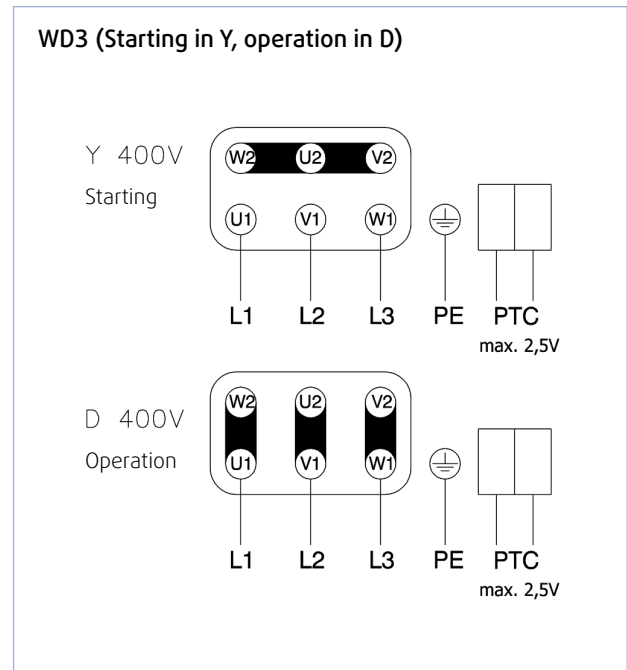 WD3 (Starting in Y, operation in D)
Y 400V
Starting
W2 U2 V2
U1 V1 W1
L1 L2 L3 PE PTC
max. 2,5V
D 400V
Operation
W2 U2 V2
U1 V1 W1
L1 L2 L3 PE PTC
max. 2,5V